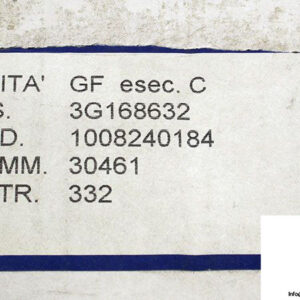 ITA' GF esec. C
S. 3G168632
D. 1008240184
MM. 30461
TR. 332